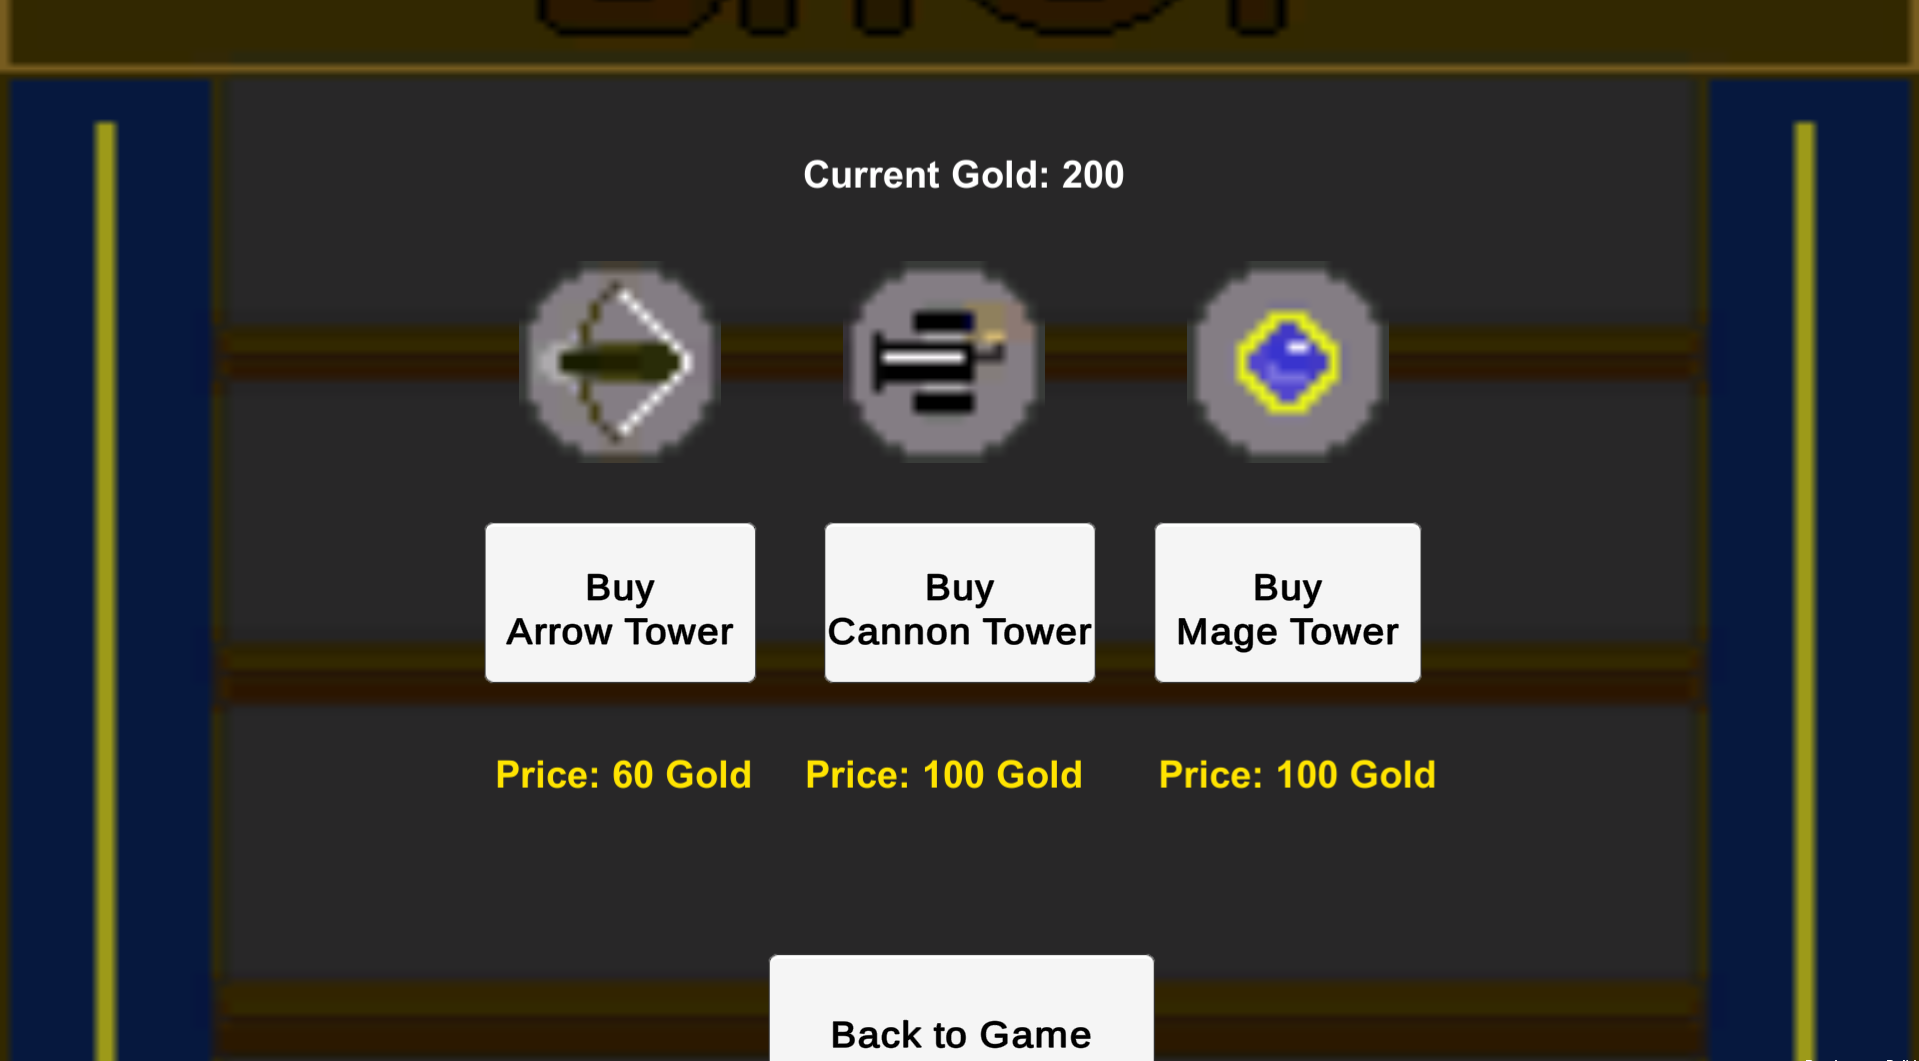 Current Gold: 200
Buy
Arrow Tower
Buy
Cannon Tower
Buy
Mage Tower
Price: 60 Gold
Price: 100 Gold
Price: 100 Gold
Back to Game